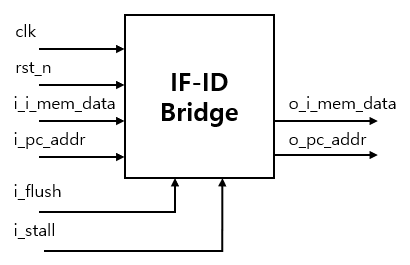 clk
rst_n
i_i_mem_data
i_pc_addr
i_flush
i_stall
IF-ID
Bridge
o_i_mem_data
o_pc_addr